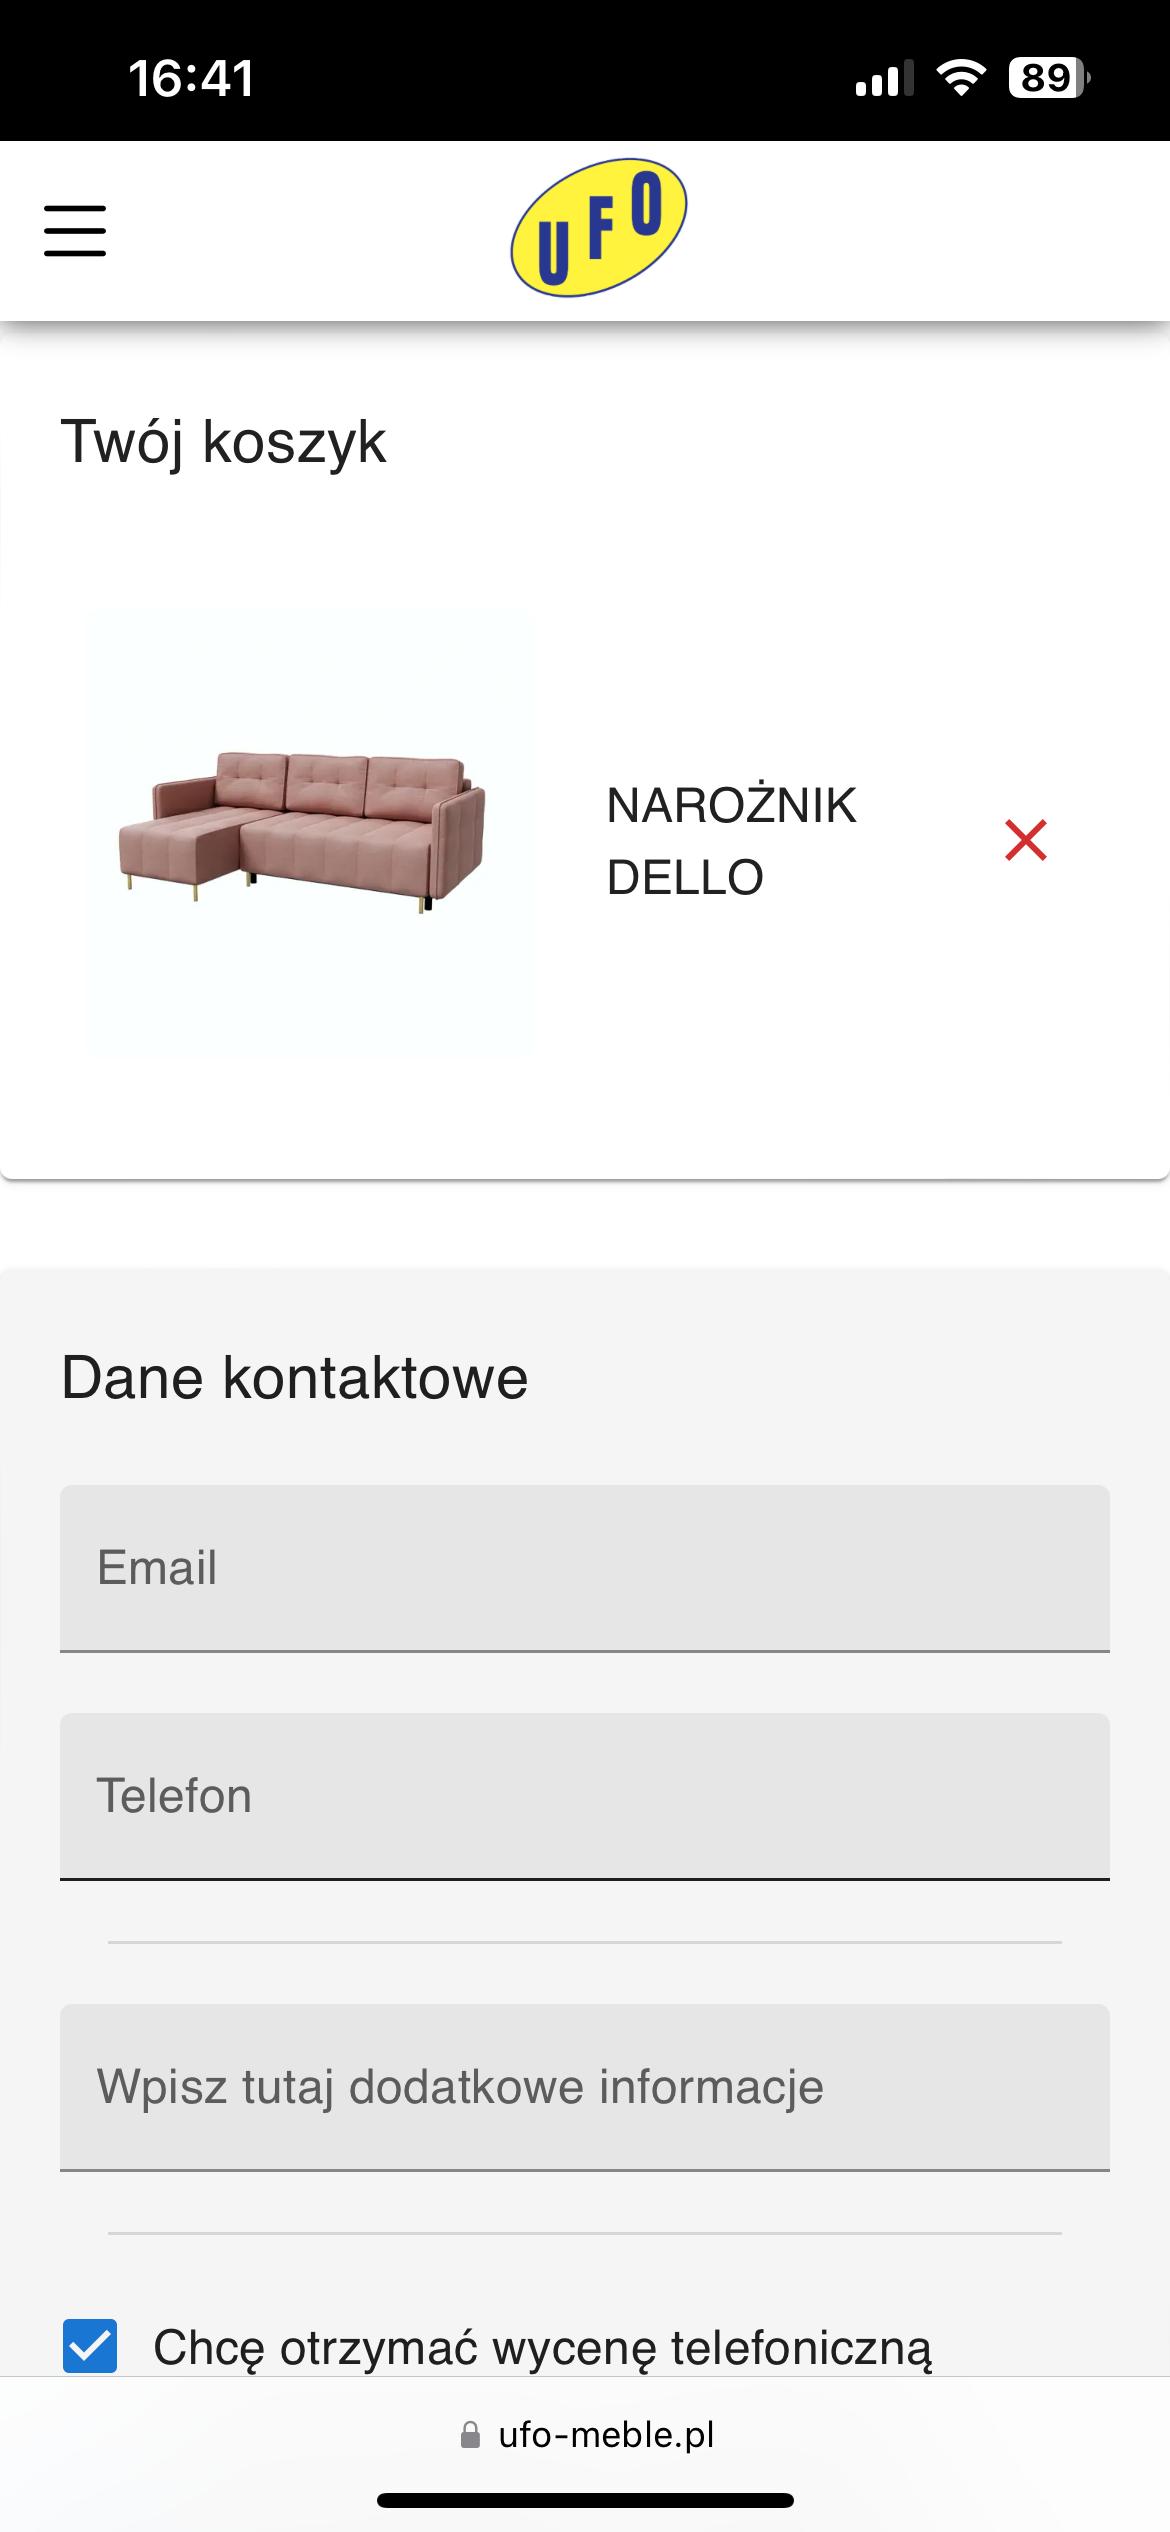 16:41
89
UFO
Twój koszyk
NAROŻNIK
DELLO
Dane kontaktowe
Email
Telefon
Wpisz tutaj dodatkowe informacje
Chcę otrzymać wycenę telefoniczną
ufo-meble.pl